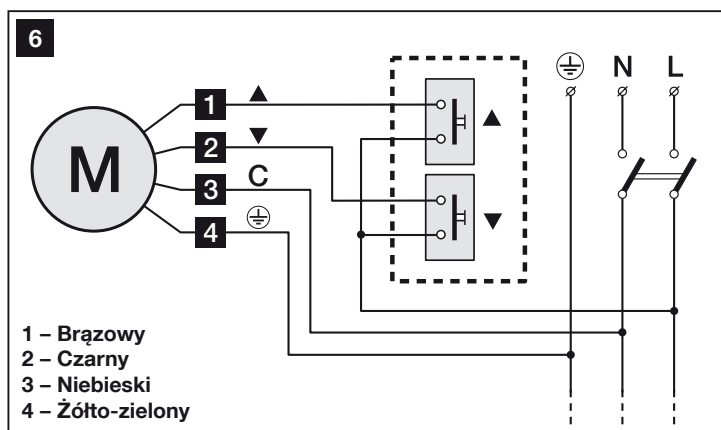 6
N L
1 ▲
▲
2 ▼
M
3 C
▼
4
1 – Brązowy
2 – Czarny
3 – Niebieski
4 – Żółto-zielony